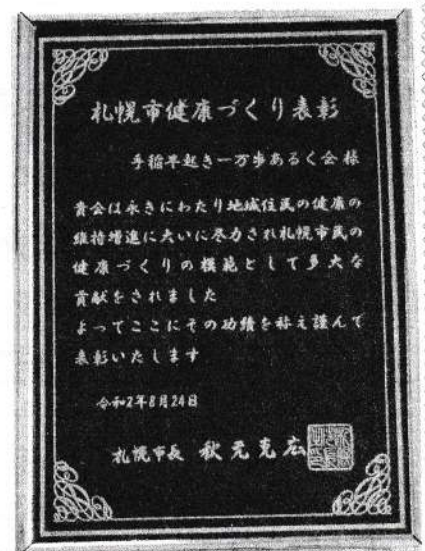 札幌市健康づくり表彰
手稲早起き一万歩あるく会 様
貴会は永きにわたり地域住民の健康の
維持増進に大いに尽力され札幌市民の
健康づくりの模範として多大な
貢献をされました
よってここにその功績を称え謹んで
表彰いたします
令和2年8月24日
札幌市長 秋元克広